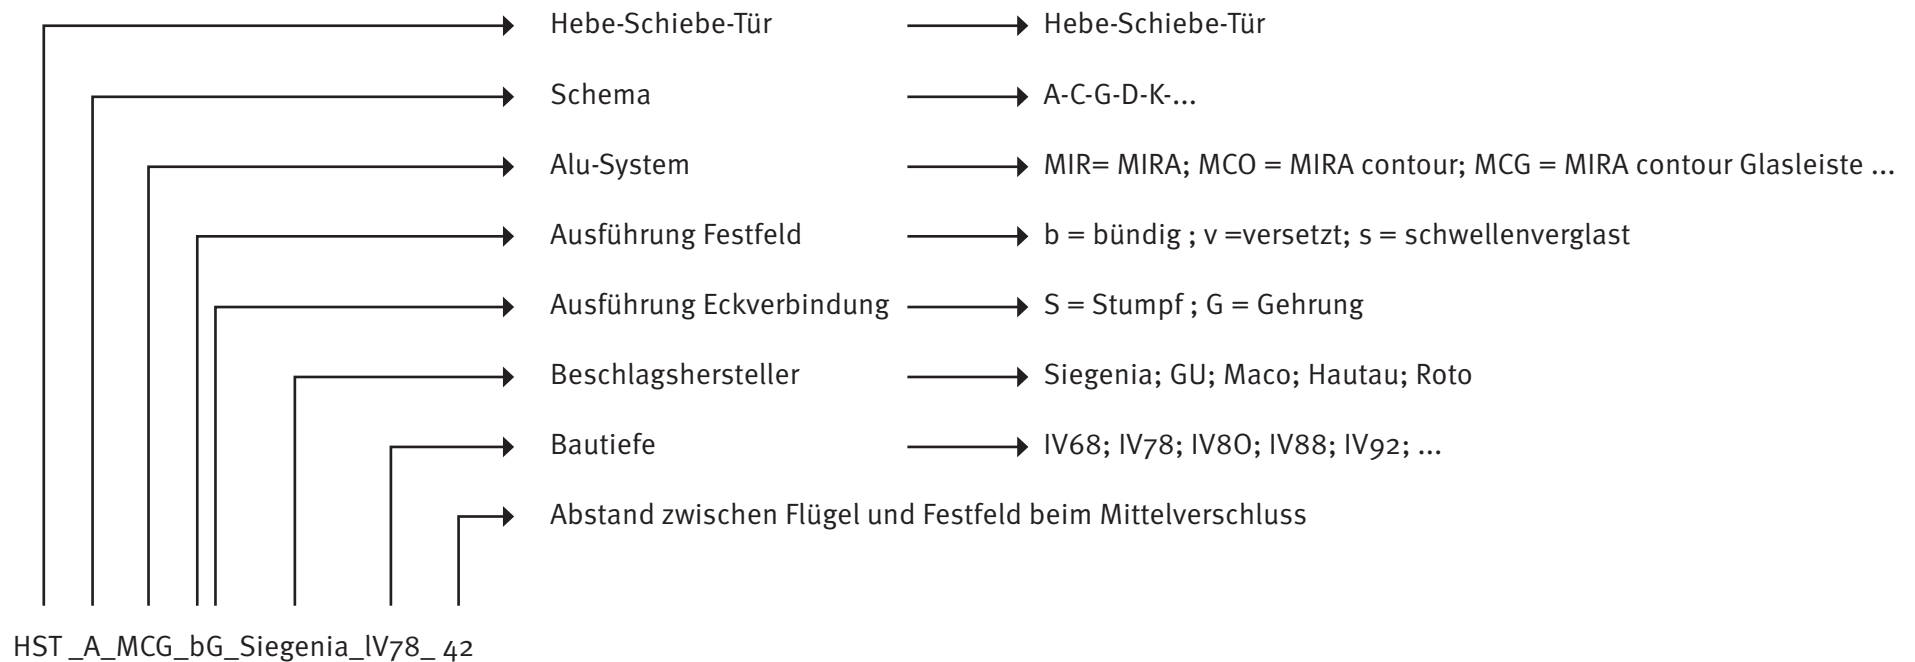 Hebe-Schiebe-Tür Hebe-Schiebe-Tür
Schema A-C-G-D-K-...
Alu-System MIR= MIRA; MCO = MIRA contour; MCG = MIRA contour Glasleiste ...
Ausführung Festfeld b = bündig ; v =versetzt; s = schwellenverglast
Ausführung Eckverbindung S = Stumpf ; G = Gehrung
Beschlagshersteller Siegenia; GU; Maco; Hautau; Roto
Bautiefe IV68; IV78; IV8O; IV88; IV92; ...
Abstand zwischen Flügel und Festfeld beim Mittelverschluss
HST _A_MCG_bG_Siegenia_lV78_ 42